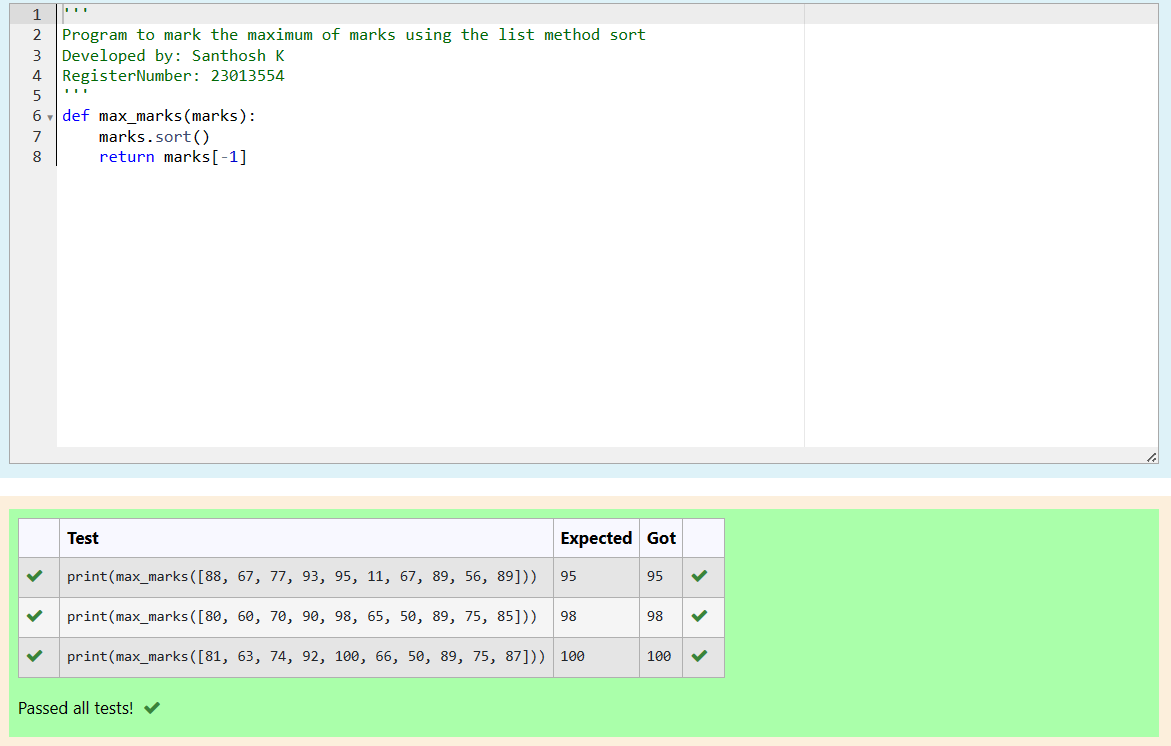 1 '''
2 Program to mark the maximum of marks using the list method sort
3 Developed by: Santhosh K
4 RegisterNumber: 23013554
5 '''
6 def max_marks(marks):
7     marks.sort()
8     return marks[-1]
Test Expected Got
print(max_marks([88, 67, 77, 93, 95, 11, 67, 89, 56, 89])) 95 95
print(max_marks([80, 60, 70, 90, 98, 65, 50, 89, 75, 85])) 98 98
print(max_marks([81, 63, 74, 92, 100, 66, 50, 89, 75, 87])) 100 100
Passed all tests!